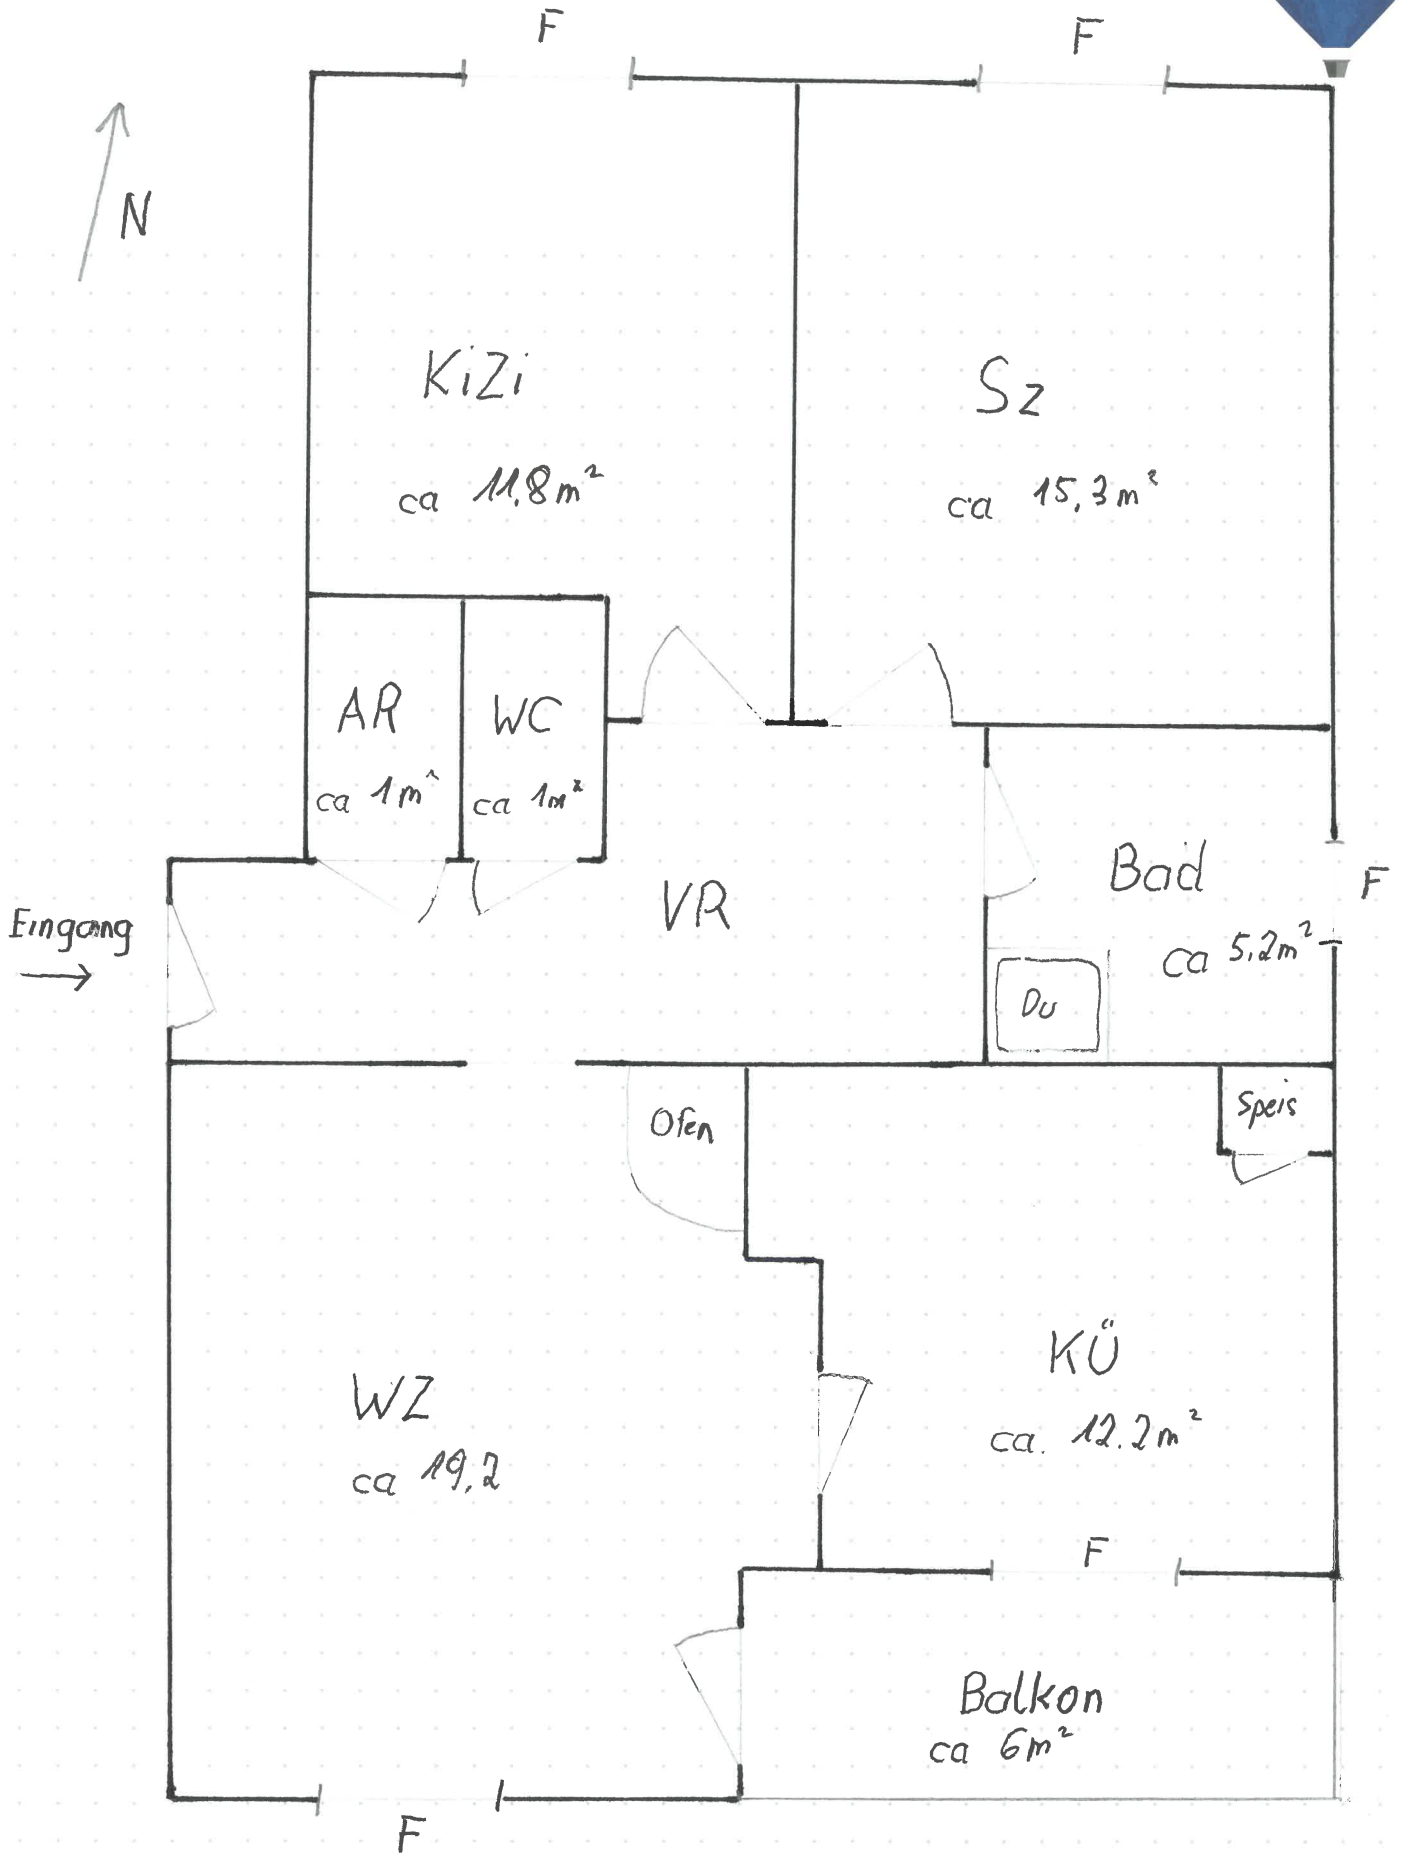 F
F
N
KiZi
ca 11,8m²
Sz
ca 15,3m²
AR
ca 1m²
WC
ca 1m²
Eingang
VR
Bad
ca 5,2m²
F
Du
Ofen
Speis
WZ
ca 19,2
KÜ
ca. 12.2m²
F
Balkon
ca 6m²
F